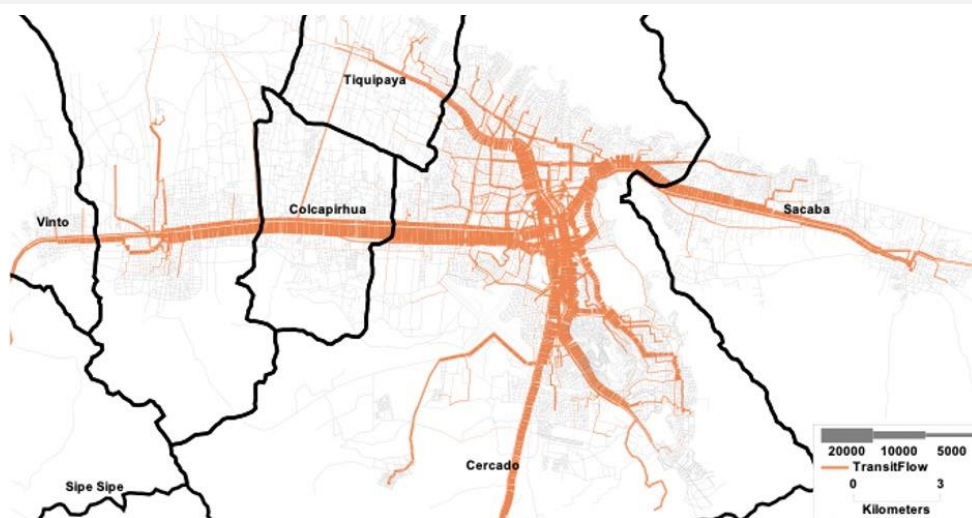 Tiquipaya
Vinto
Colcapirhua
Sacaba
Cercado
Sipe Sipe
20000 10000 5000
TransitFlow
0 3
Kilometers